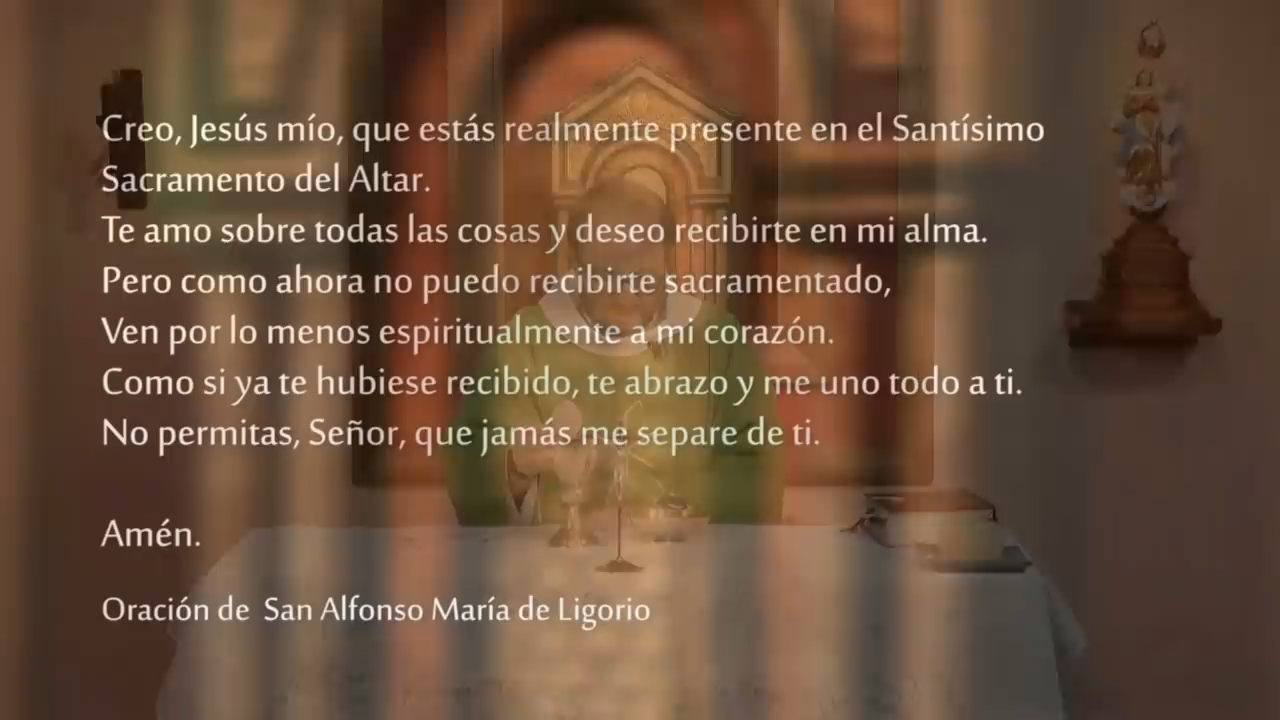 Creo, Jesús mío, que estás realmente presente en el Santísimo
Sacramento del Altar.
Te amo sobre todas las cosas y deseo recibirte en mi alma.
Pero como ahora no puedo recibirte sacramentado,
Ven por lo menos espiritualmente a mi corazón.
Como si ya te hubiese recibido, te abrazo y me uno todo a ti.
No permitas, Señor, que jamás me separe de ti.
Amén.
Oración de San Alfonso María de Ligorio